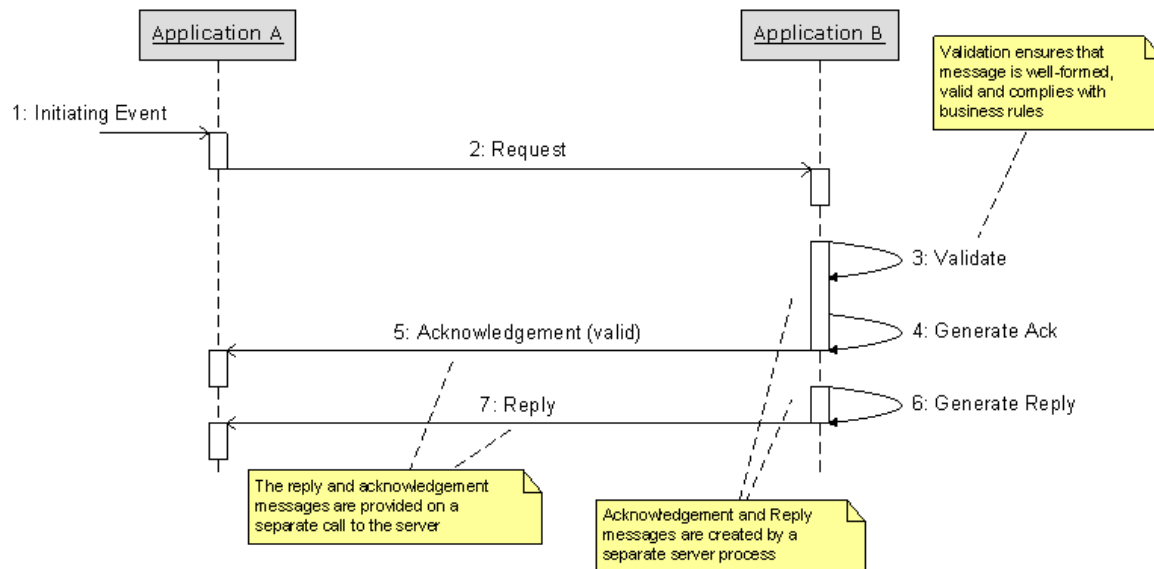 Application A
Application B
Validation ensures that
message is well-formed,
valid and complies with
business rules
1: Initiating Event
2: Request
3: Validate
4: Generate Ack
5: Acknowledgement (valid)
6: Generate Reply
7: Reply
The reply and acknowledgement
messages are provided on a
separate call to the server
Acknowledgement and Reply
messages are created by a
separate server process